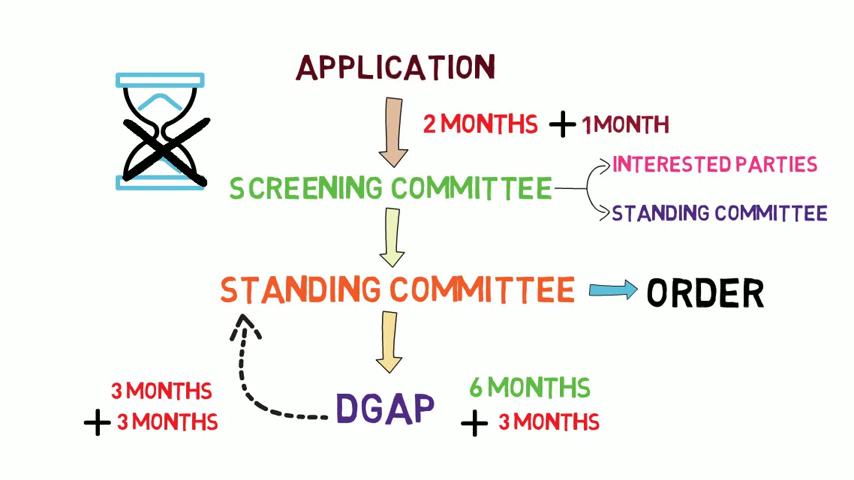 APPLICATION
2 MONTHS + 1 MONTH
SCREENING COMMITTEE
INTERESTED PARTIES
STANDING COMMITTEE
STANDING COMMITTEE
ORDER
3 MONTHS
+ 3 MONTHS
DGAP
6 MONTHS
+ 3 MONTHS